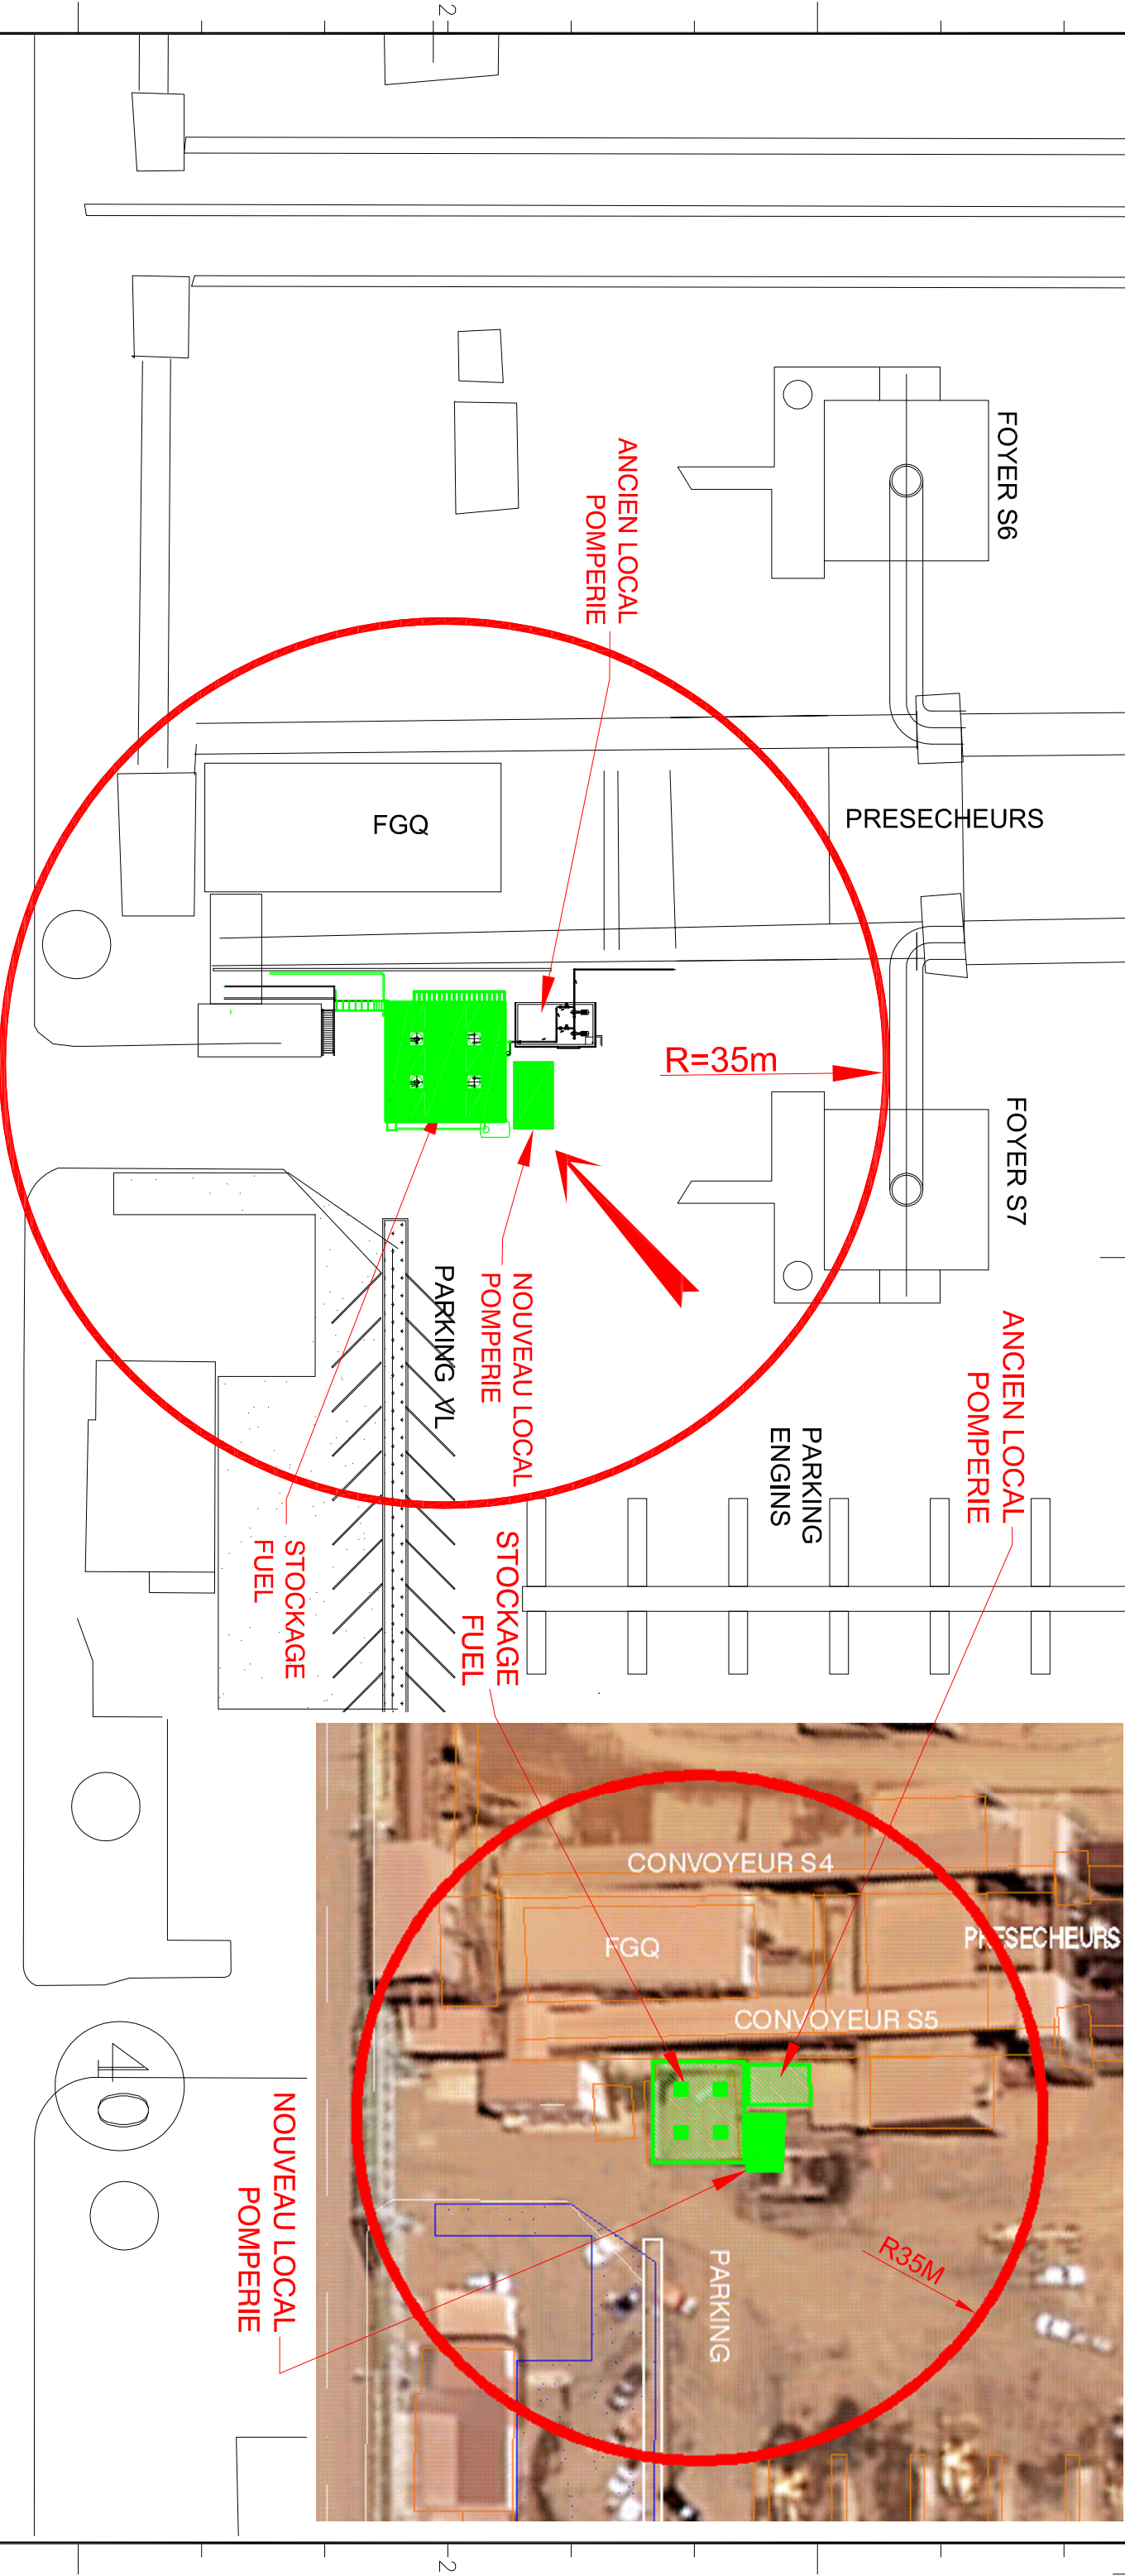 2
FOYER S6
ANCIEN LOCAL
POMPERIE
FGQ
PRESECHEURS
R=35m
FOYER S7
NOUVEAU LOCAL
POMPERIE
PARKING VL
STOCKAGE
FUEL
PARKING
ENGINS
ANCIEN LOCAL
POMPERIE
STOCKAGE
FUEL
CONVOYEUR S4
FGQ
PRESECHEURS
CONVOYEUR S5
R35M
PARKING
40
NOUVEAU LOCAL
POMPERIE
2